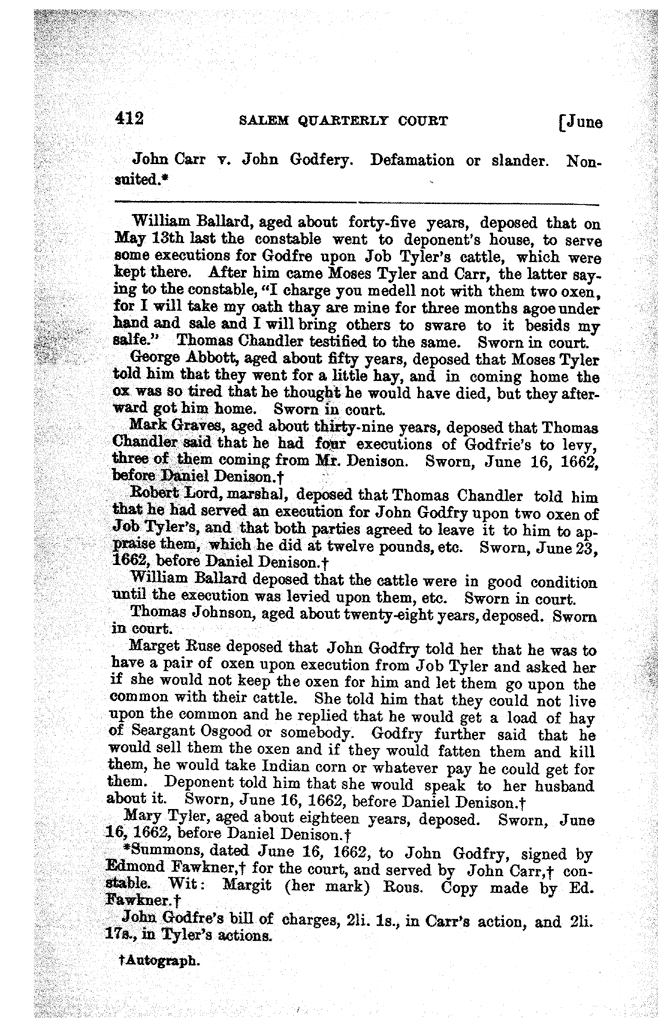 412 SALEM QUARTERLY COURT [June
John Carr v. John Godfery. Defamation or slander. Non-
suited.*
William Ballard, aged about forty-five years, deposed that on
May 13th last the constable went to deponent's house, to serve
some executions for Godfre upon Job Tyler's cattle, which were
kept there. After him came Moses Tyler and Carr, the latter say-
ing to the constable, "I charge you medell not with them two oxen,
for I will take my oath thay are mine for three months agoe under
hand and sale and I will bring others to sware to it besids my
salfe." Thomas Chandler testified to the same. Sworn in court.
George Abbott, aged about fifty years, deposed that Moses Tyler
told him that they went for a little hay, and in coming home the
ox was so tired that he thought he would have died, but they after-
ward got him home. Sworn in court.
Mark Graves, aged about thirty-nine years, deposed that Thomas
Chandler said that he had four executions of Godfrie's to levy,
three of them coming from Mr. Denison. Sworn, June 16, 1662,
before Daniel Denison.†
Robert Lord, marshal, deposed that Thomas Chandler told him
that he had served an execution for John Godfry upon two oxen of
Job Tyler's, and that both parties agreed to leave it to him to ap-
praise them, which he did at twelve pounds, etc. Sworn, June 23,
1662, before Daniel Denison.†
William Ballard deposed that the cattle were in good condition
until the execution was levied upon them, etc. Sworn in court.
Thomas Johnson, aged about twenty-eight years, deposed. Sworn
in court.
Marget Ruse deposed that John Godfry told her that he was to
have a pair of oxen upon execution from Job Tyler and asked her
if she would not keep the oxen for him and let them go upon the
common with their cattle. She told him that they could not live
upon the common and he replied that he would get a load of hay
of Seargant Osgood or somebody. Godfry further said that he
would sell them the oxen and if they would fatten them and kill
them, he would take Indian corn or whatever pay he could get for
them. Deponent told him that she would speak to her husband
about it. Sworn, June 16, 1662, before Daniel Denison.†
Mary Tyler, aged about eighteen years, deposed. Sworn, June
16, 1662, before Daniel Denison.†
*Summons, dated June 16, 1662, to John Godfry, signed by
Edmond Fawkner,† for the court, and served by John Carr,† con-
stable. Wit: Margit (her mark) Rous. Copy made by Ed.
Fawkner.†
John Godfre's bill of charges, 2li. 1s., in Carr's action, and 2li.
17s., in Tyler's actions.
†Autograph.